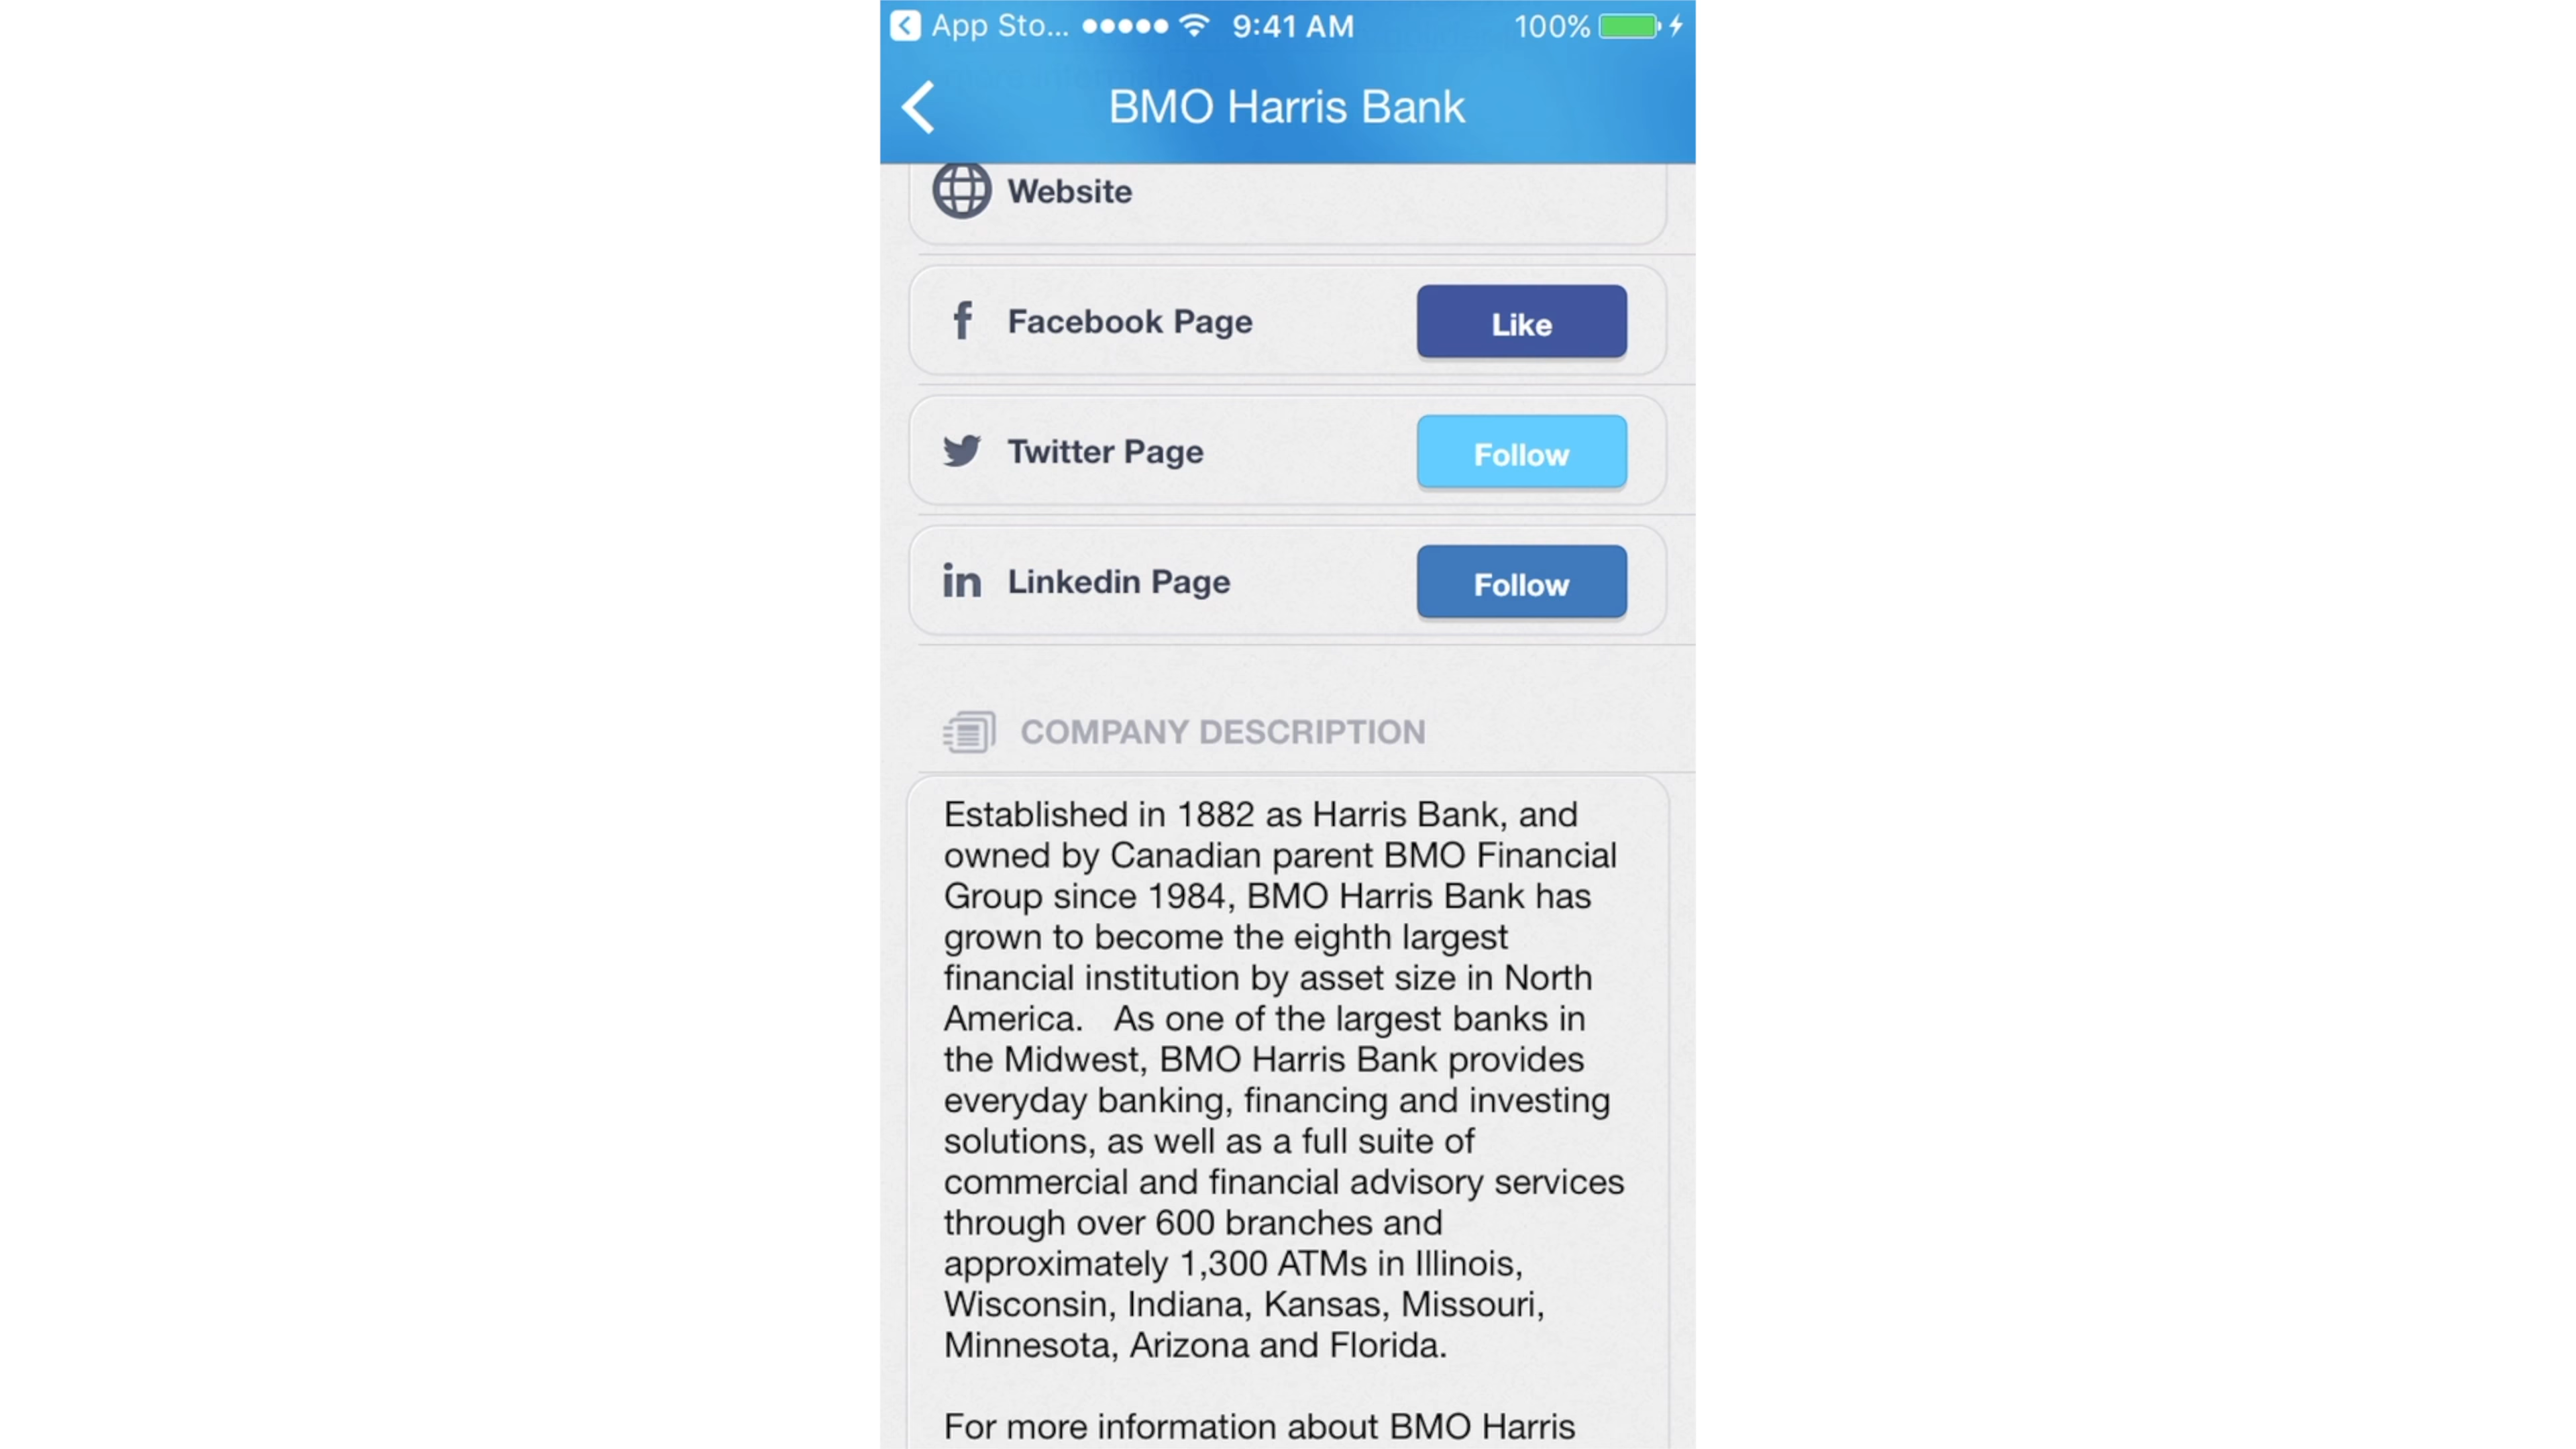 App Sto... 9:41 AM 100%
BMO Harris Bank
Website
Facebook Page Like
Twitter Page Follow
in Linkedin Page Follow
COMPANY DESCRIPTION
Established in 1882 as Harris Bank, and
owned by Canadian parent BMO Financial
Group since 1984, BMO Harris Bank has
grown to become the eighth largest
financial institution by asset size in North
America.   As one of the largest banks in
the Midwest, BMO Harris Bank provides
everyday banking, financing and investing
solutions, as well as a full suite of
commercial and financial advisory services
through over 600 branches and
approximately 1,300 ATMs in Illinois,
Wisconsin, Indiana, Kansas, Missouri,
Minnesota, Arizona and Florida.
For more information about BMO Harris